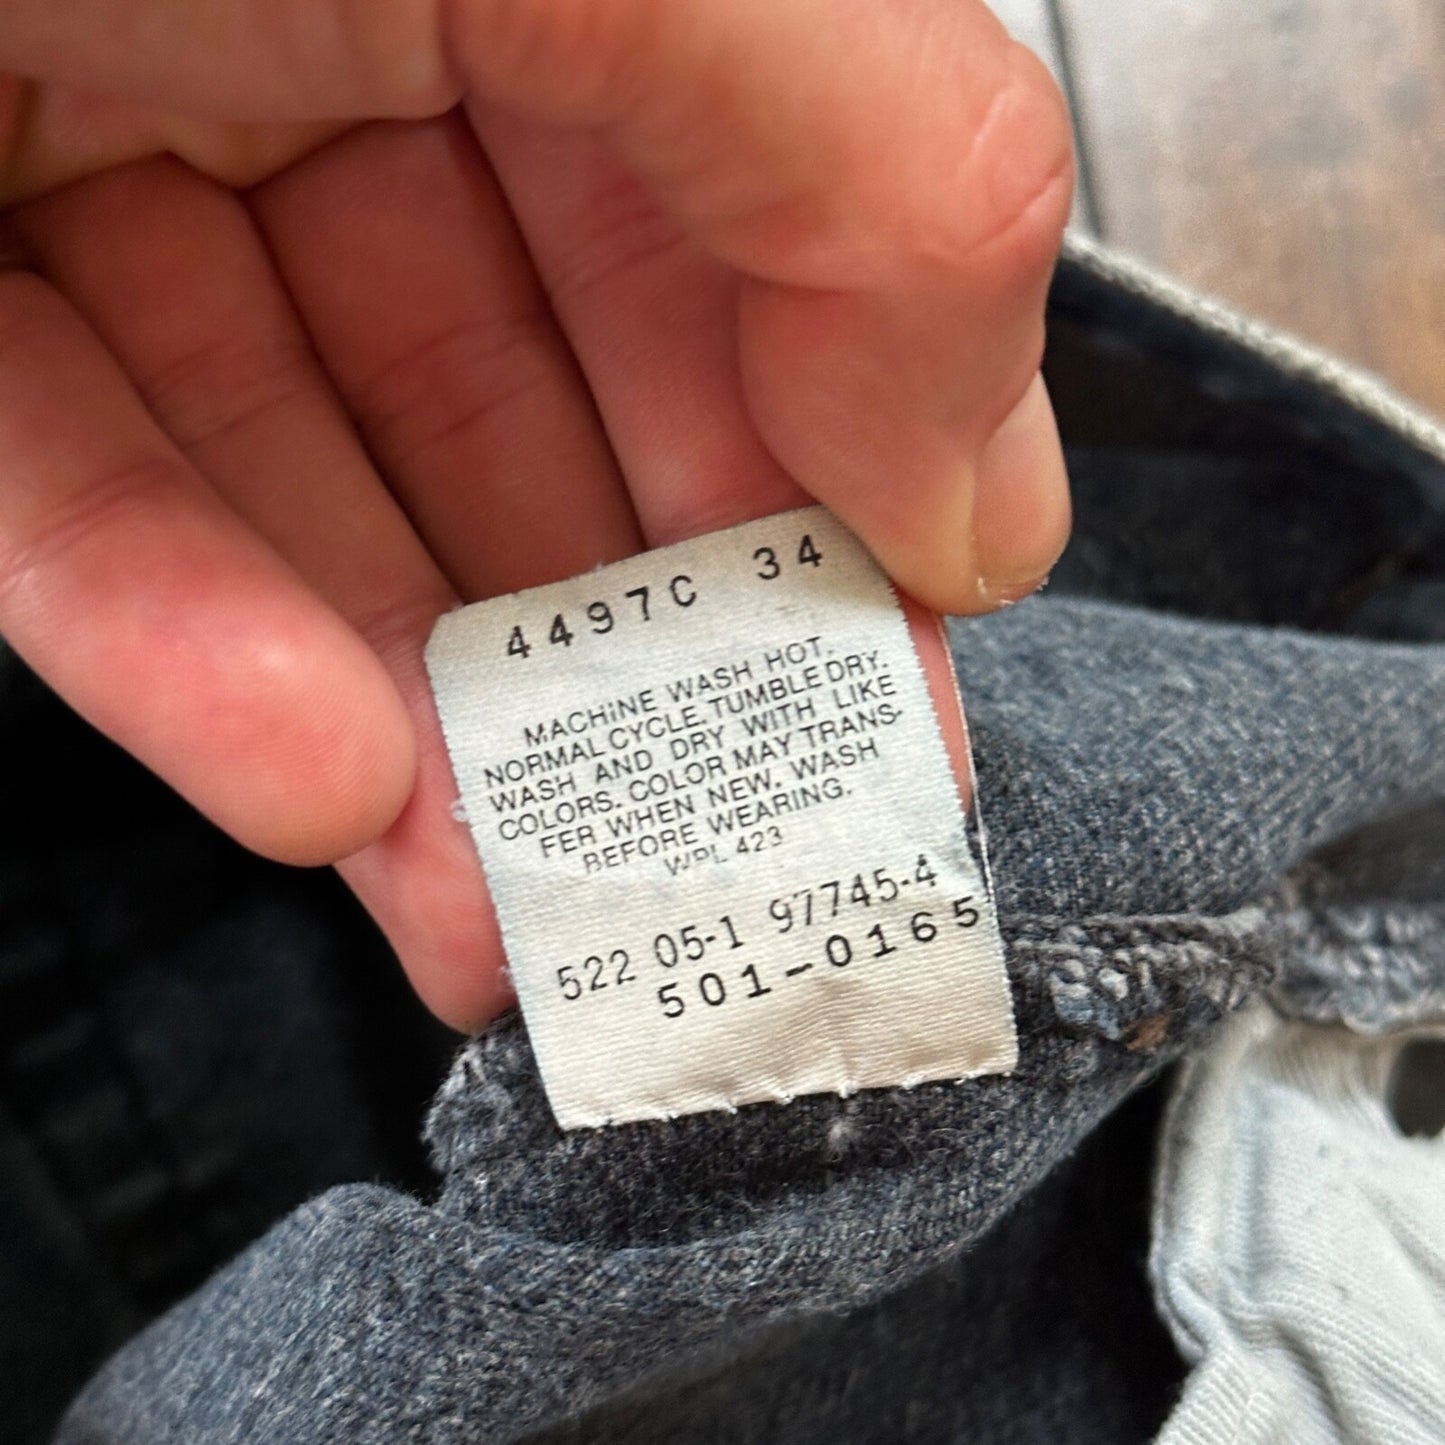 4497C 34
MACHINE WASH HOT.
NORMAL CYCLE. TUMBLE DRY.
WASH AND DRY WITH LIKE
COLORS. COLOR MAY TRANS-
FER WHEN NEW. WASH
BEFORE WEARING.
WPL 423
522 05-1 97745-4
501-0165